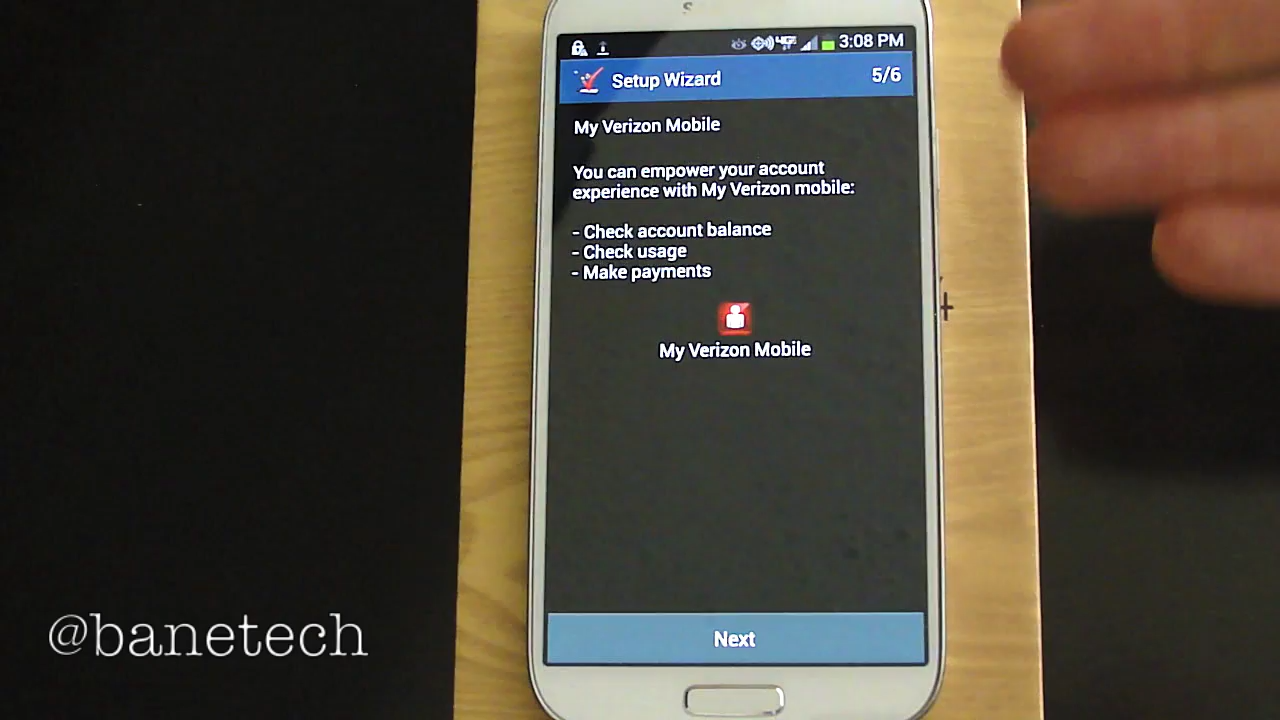 3:08 PM
Setup Wizard 5/6
My Verizon Mobile
You can empower your account
experience with My Verizon mobile:
- Check account balance
- Check usage
- Make payments
My Verizon Mobile
Next
@banetech